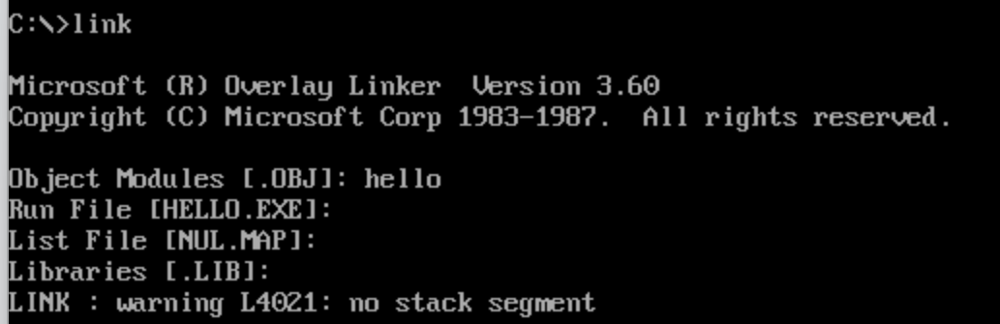 C:\>link
Microsoft (R) Overlay Linker  Version 3.60
Copyright (C) Microsoft Corp 1983-1987.  All rights reserved.
Object Modules [.OBJ]: hello
Run File [HELLO.EXE]:
List File [NUL.MAP]:
Libraries [.LIB]:
LINK : warning L4021: no stack segment